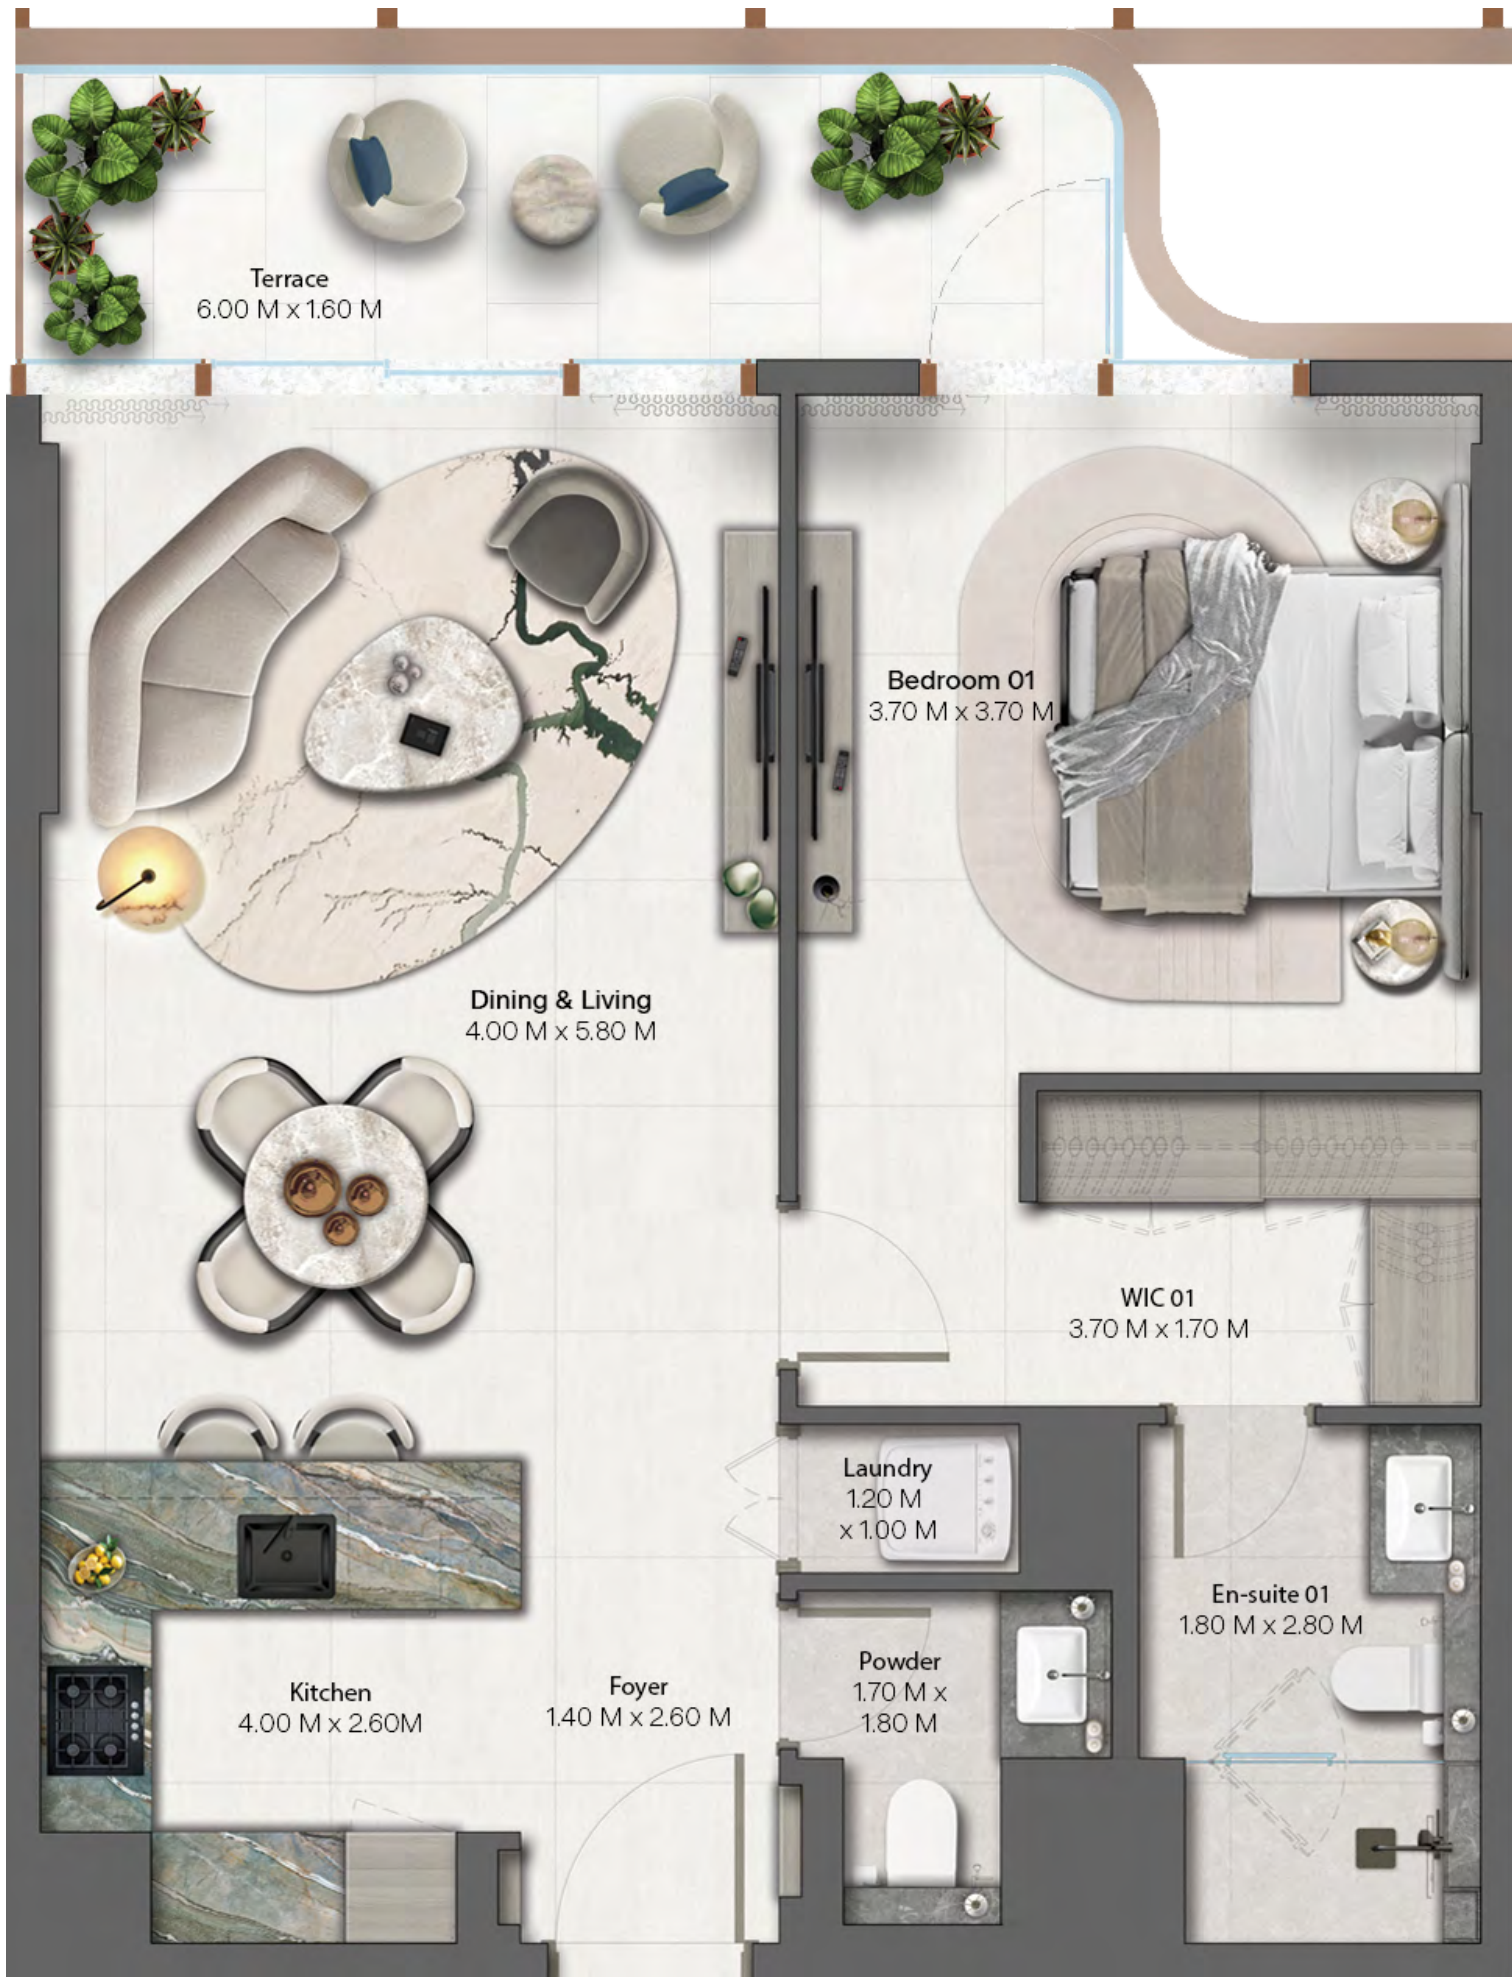 Terrace
6.00 M x 1.60 M
Bedroom 01
3.70 M x 3.70 M
Dining & Living
4.00 M x 5.80 M
WIC 01
3.70 M x 1.70 M
Laundry
1.20 M
x 1.00 M
En-suite 01
1.80 M x 2.80 M
Powder
1.70 M x
1.80 M
Kitchen
4.00 M x 2.60M
Foyer
1.40 M x 2.60 M